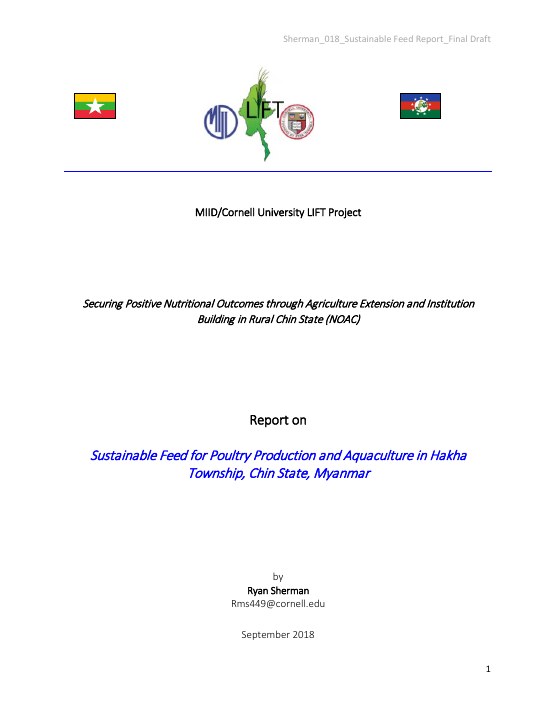 Sherman_018_Sustainable Feed Report_Final Draft
MIID LIFT
MIID/Cornell University LIFT Project
Securing Positive Nutritional Outcomes through Agriculture Extension and Institution
Building in Rural Chin State (NOAC)
Report on
Sustainable Feed for Poultry Production and Aquaculture in Hakha
Township, Chin State, Myanmar
by
Ryan Sherman
Rms449@cornell.edu
September 2018
1